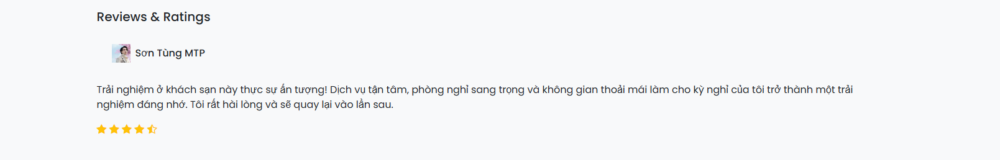 Reviews & Ratings
Sơn Tùng MTP
Trải nghiệm ở khách sạn này thực sự ấn tượng! Dịch vụ tận tâm, phòng nghỉ sang trọng và không gian thoải mái làm cho kỳ nghỉ của tôi trở thành một trải
nghiệm đáng nhớ. Tôi rất hài lòng và sẽ quay lại vào lần sau.